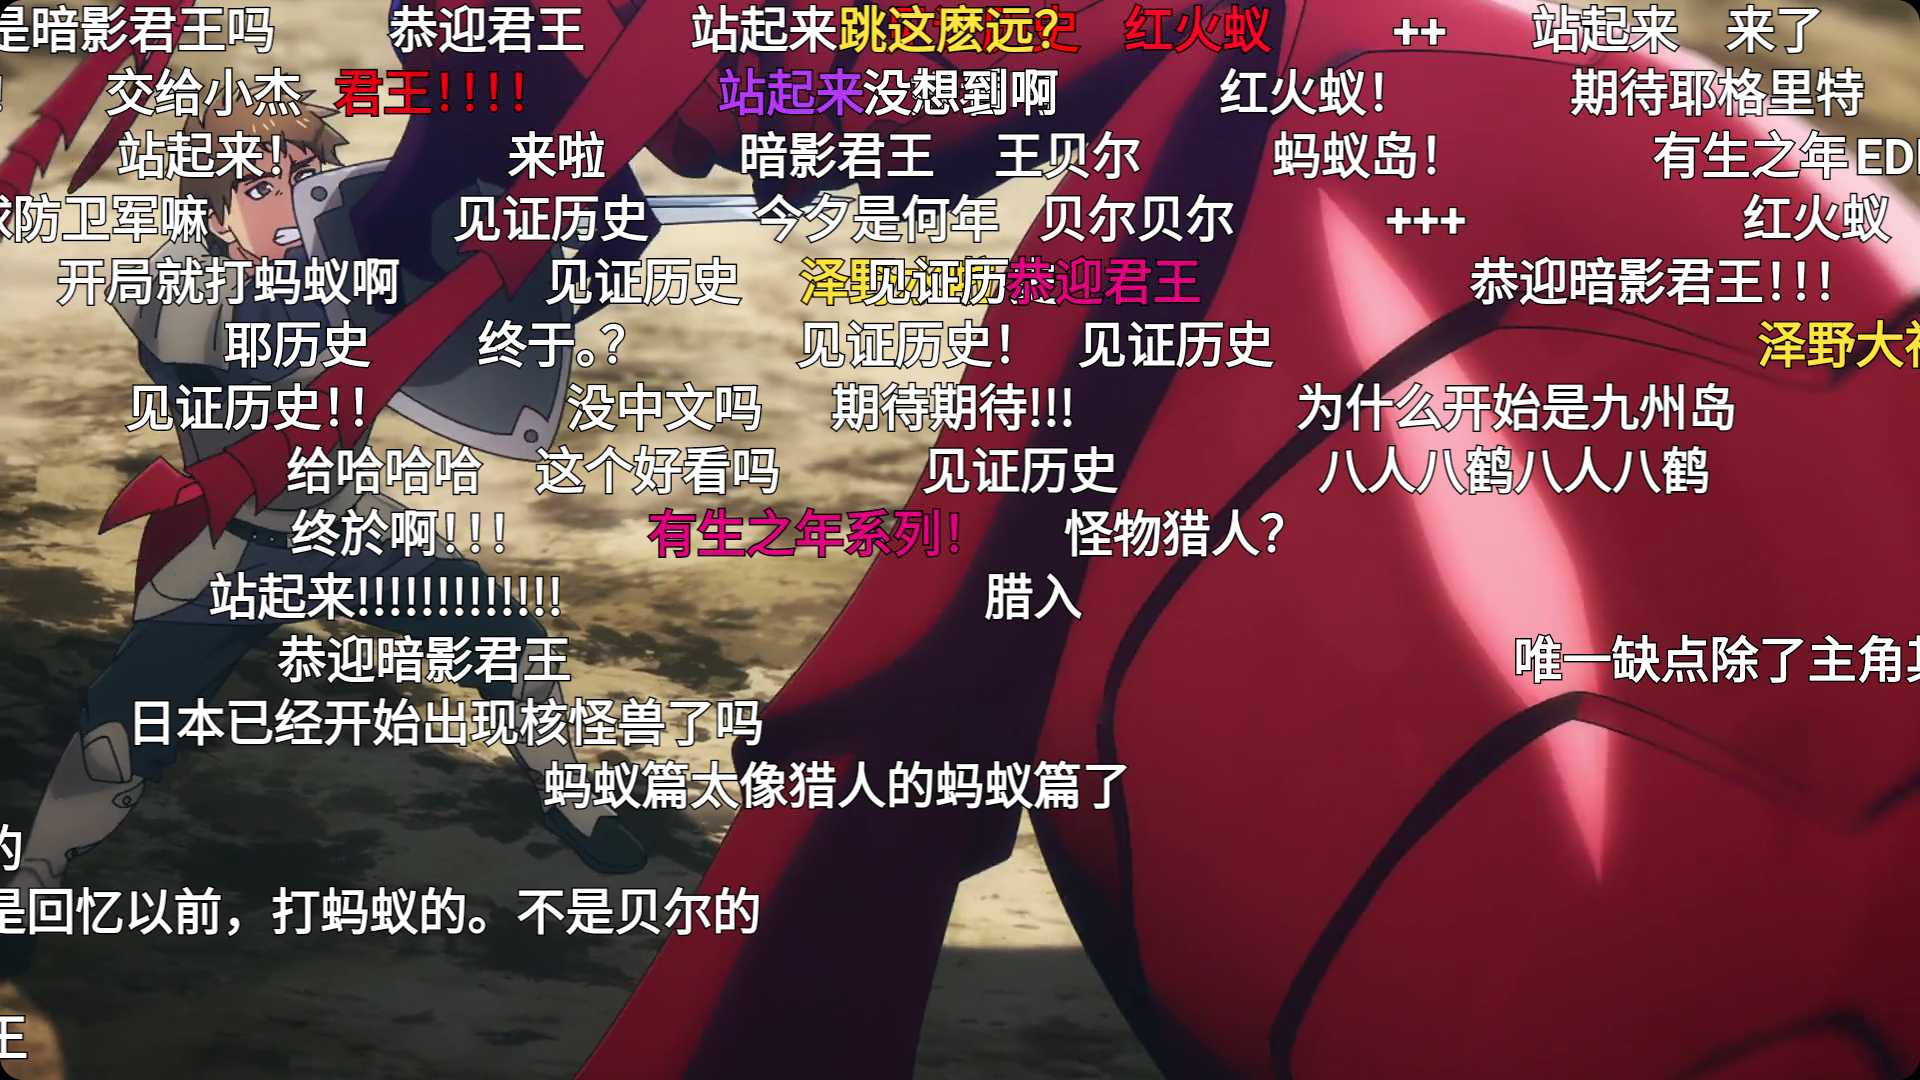 是暗影君王吗 恭迎君王 站起来 跳这麽远? 史 红火蚁 ++ 站起来 来了
! 交给小杰 君王!!!! 站起来 没想到啊 红火蚁! 期待耶格里特
站起来! 来啦 暗影君王 王贝尔 蚂蚁岛! 有生之年 ED
球防卫军嘛 见证历史 今夕是何年 贝尔贝尔 +++ 红火蚁
开局就打蚂蚁啊 见证历史 泽野 见证历 恭迎君王 恭迎暗影君王!!!
耶历史 终于。? 见证历史! 见证历史 泽野大神
见证历史!! 没中文吗 期待期待!!! 为什么开始是九州岛
给哈哈哈 这个好看吗 见证历史 八人八鹤八人八鹤
终於啊!!! 有生之年系列! 怪物猎人?
站起来!!!!!!!!!!!!! 腊入
恭迎暗影君王 唯一缺点除了主角其
日本已经开始出现核怪兽了吗
蚂蚁篇太像猎人的蚂蚁篇了
的
是回忆以前，打蚂蚁的。不是贝尔的
王